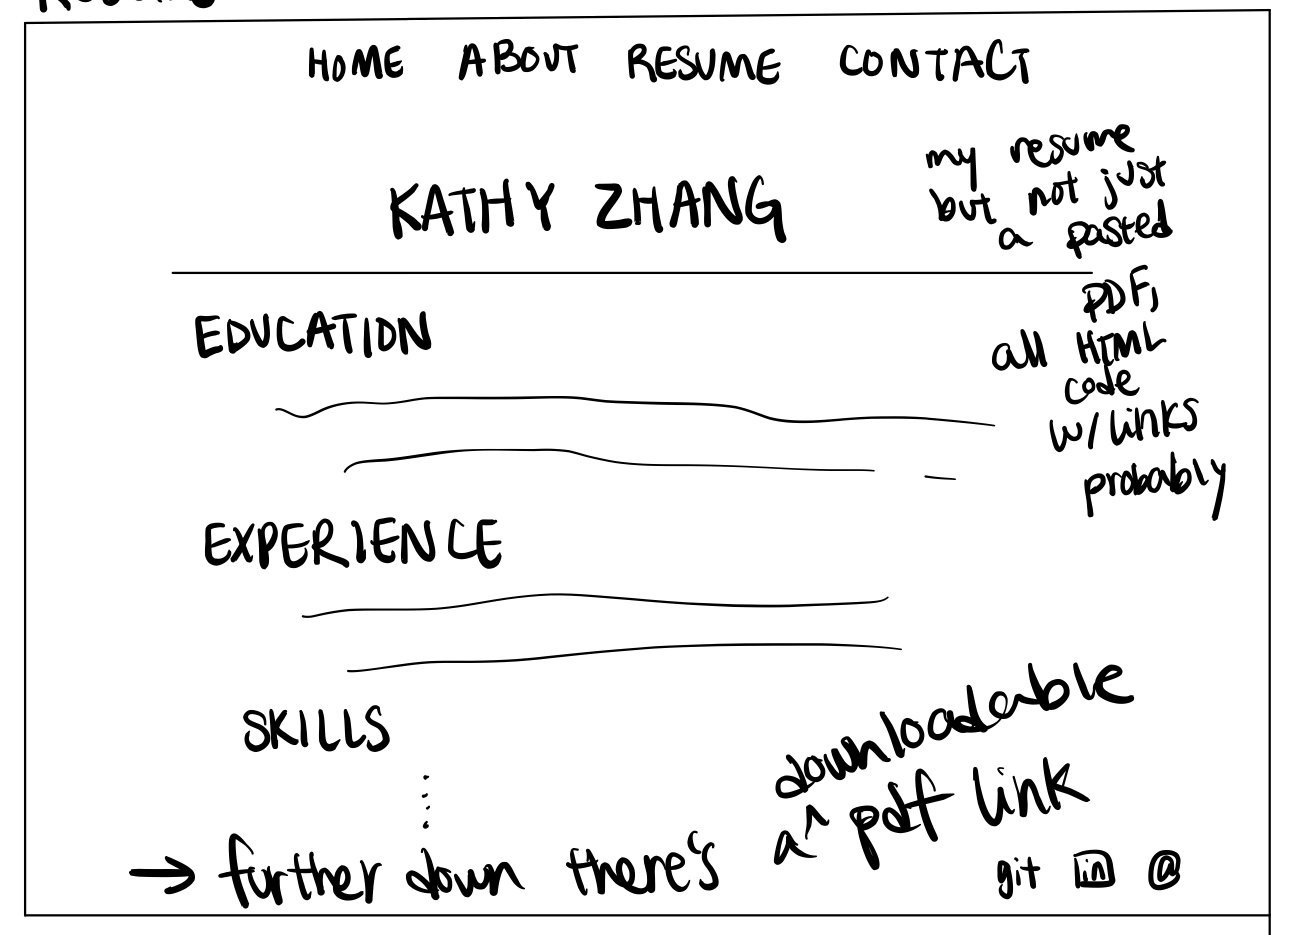 HOME ABOUT RESUME CONTACT
my resume
but not just
a pasted
KATHY ZHANG
PDF,
all HTML
code
w/ links
probably
EDUCATION
EXPERIENCE
SKILLS
downloadable
→ further down there's a ^ pdf link
git in @